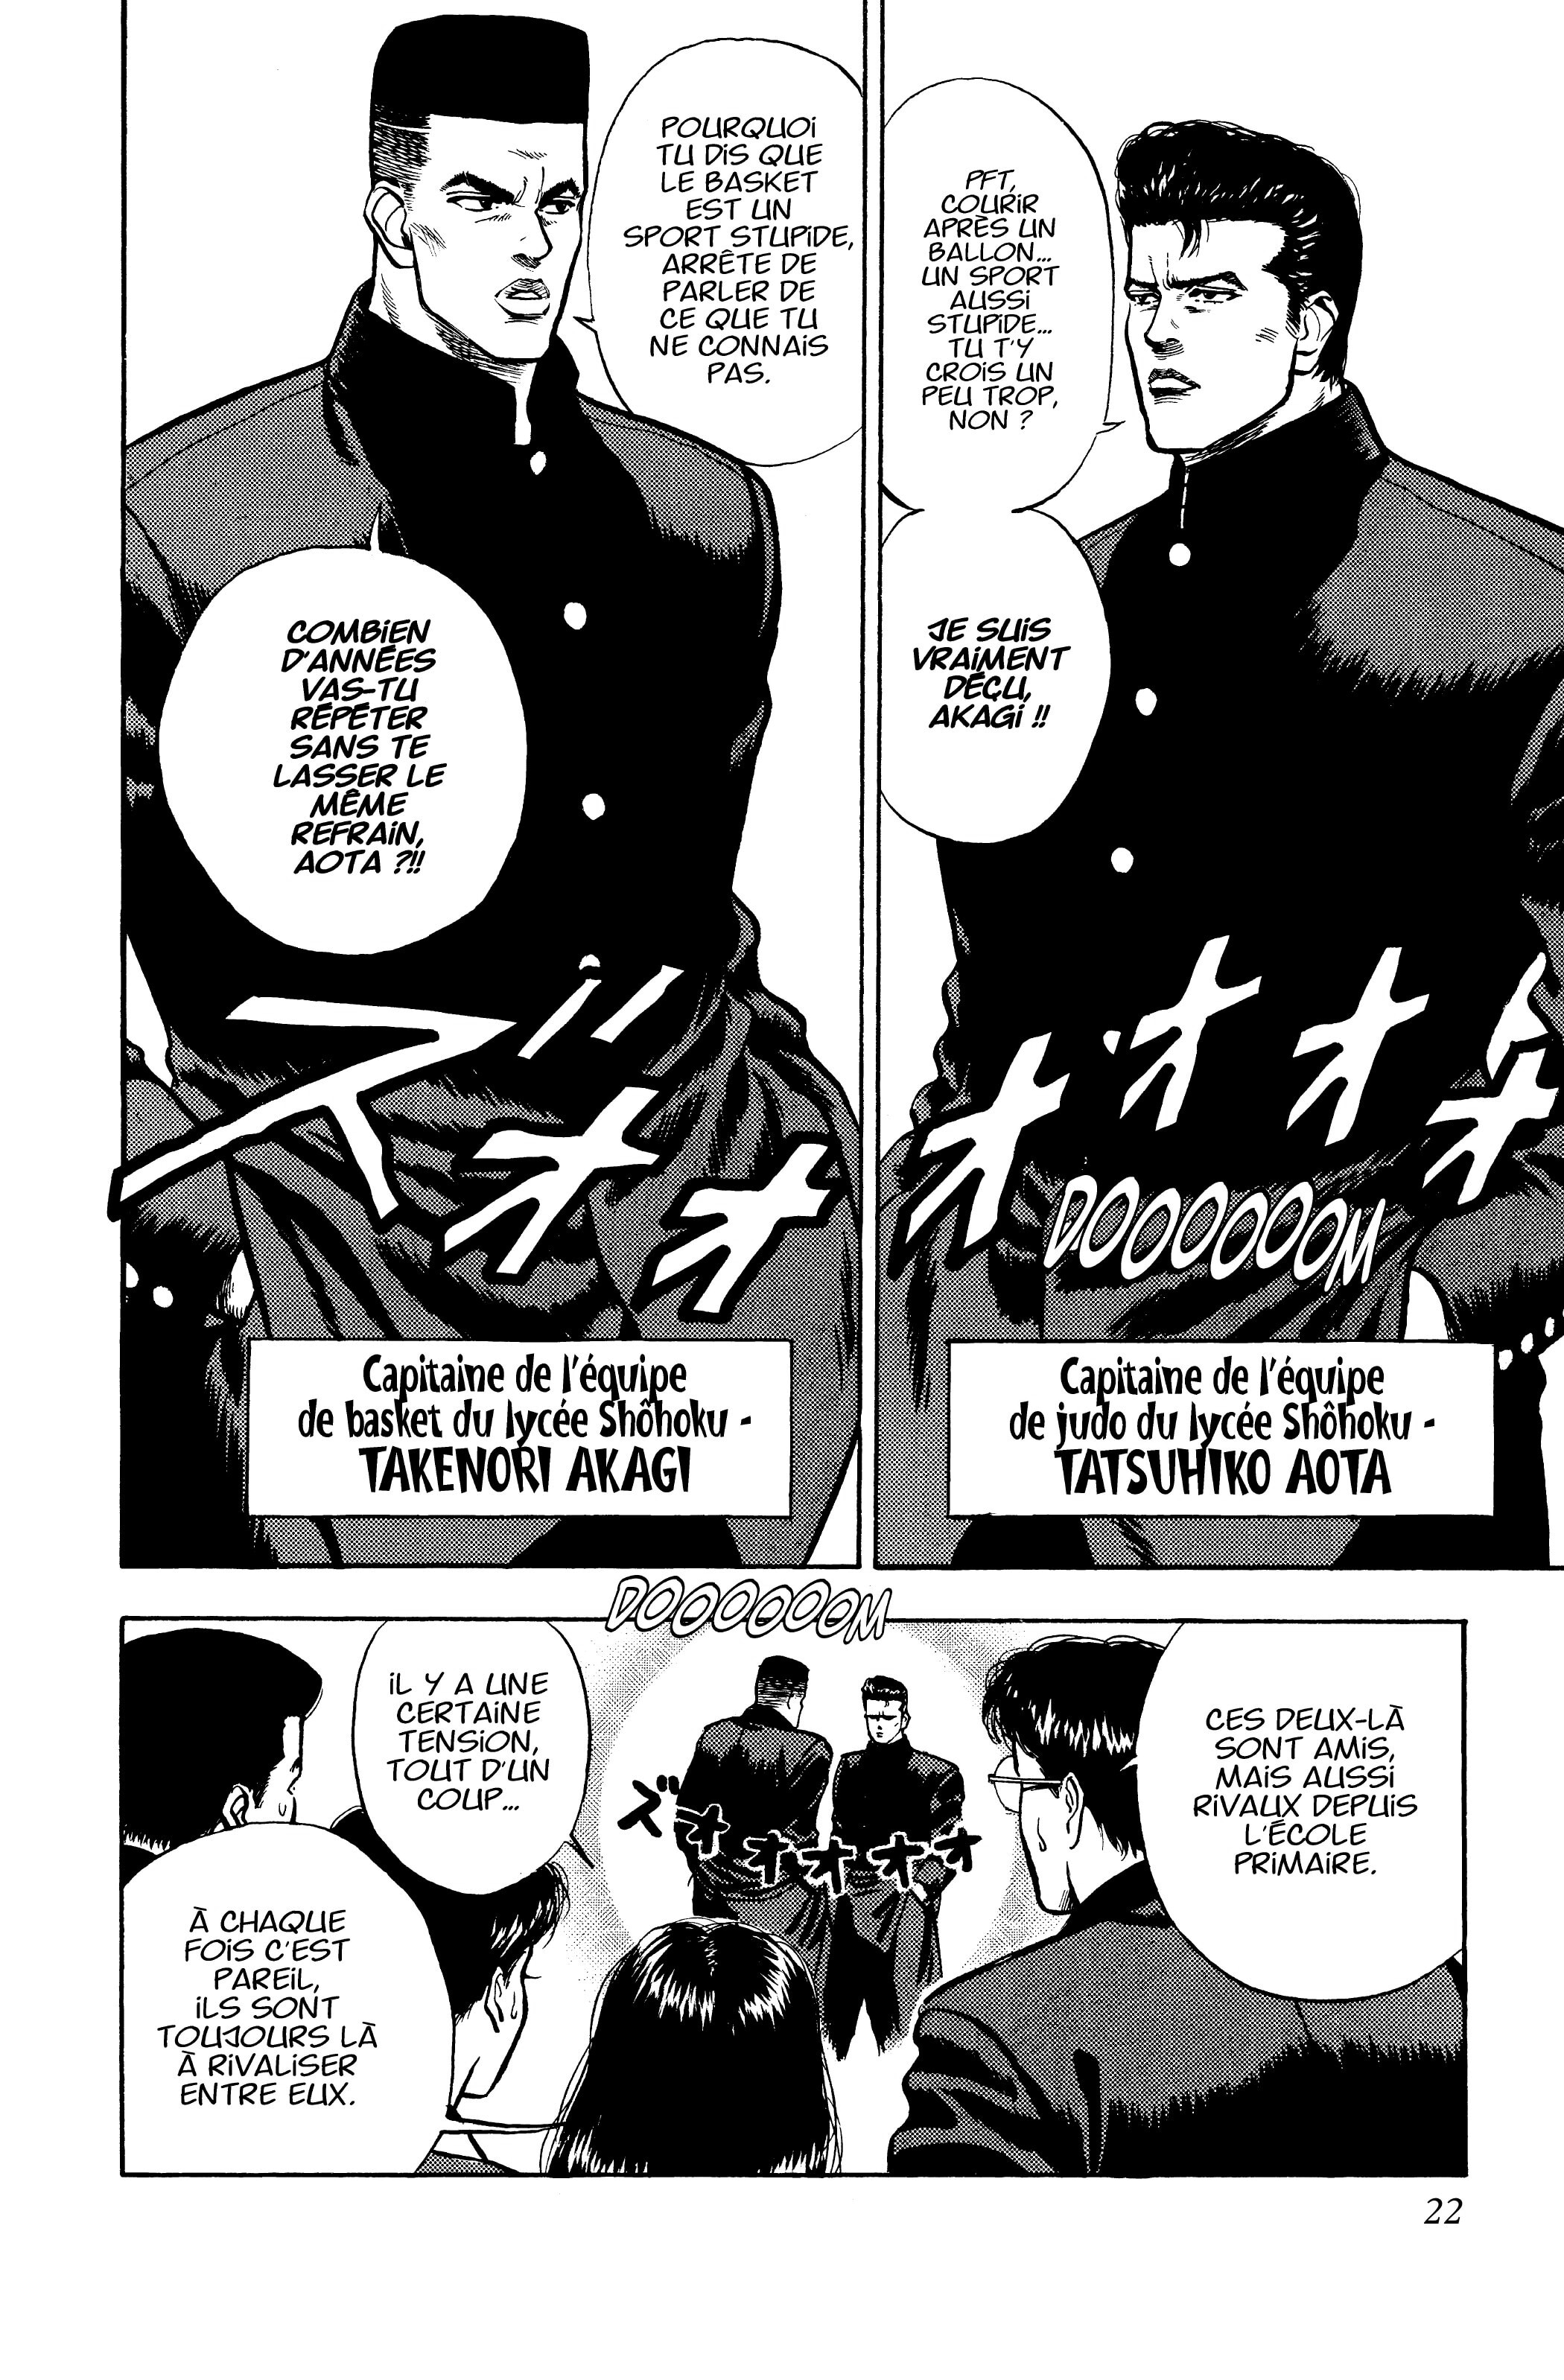 PFT,
COURIR
APRÈS UN
BALLON...
UN SPORT
AUSSI
STUPIDE...
TU T'Y
CROIS UN
PEU TROP,
NON ?
JE SUIS
VRAIMENT
DÉÇU,
AKAGI !!
オオオオ
DOOOOOOM
Capitaine de l'équipe
de judo du lycée Shôhoku -
TATSUHIKO AOTA
POURQUOI
TU DIS QUE
LE BASKET
EST UN
SPORT STUPIDE,
ARRÊTE DE
PARLER DE
CE QUE TU
NE CONNAIS
PAS.
COMBIEN
D'ANNÉES
VAS-TU
RÉPÉTER
SANS TE
LASSER LE
MÊME
REFRAIN,
AOTA ?!!
ズオオ
Capitaine de l'équipe
de basket du lycée Shôhoku -
TAKENORI AKAGI
DOOOOOOM
CES DEUX-LÀ
SONT AMIS,
MAIS AUSSI
RIVAUX DEPUIS
L'ÉCOLE
PRIMAIRE.
ズオオオオオ
IL Y A UNE
CERTAINE
TENSION,
TOUT D'UN
COUP...
À CHAQUE
FOIS C'EST
PAREIL,
ILS SONT
TOUJOURS LÀ
À RIVALISER
ENTRE EUX.
22